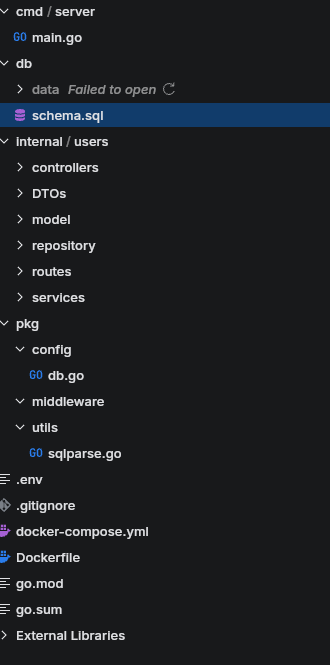 cmd / server
GO main.go
db
data Failed to open
schema.sql
internal / users
controllers
DTOs
model
repository
routes
services
pkg
config
GO db.go
middleware
utils
GO sqlparse.go
.env
.gitignore
docker-compose.yml
Dockerfile
go.mod
go.sum
External Libraries